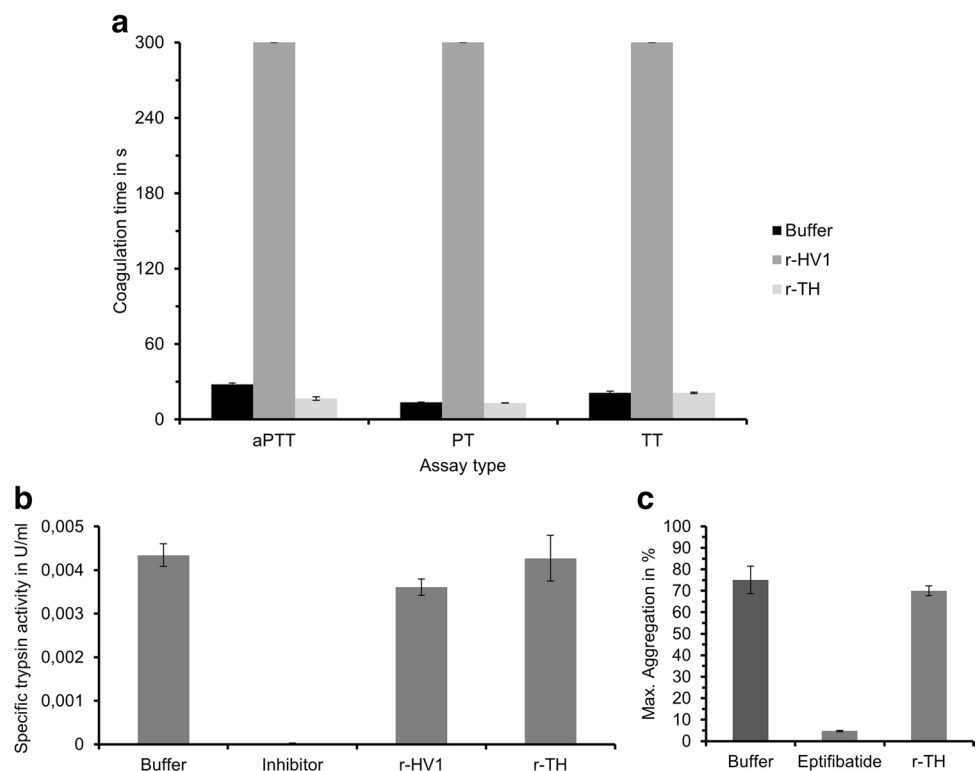 a
300
240
180
120
60
0
Coagulation time in s
aPTT PT TT
Assay type
Buffer
r-HV1
r-TH
b
0,005
0,004
0,003
0,002
0,001
0
Specific trypsin activity in U/ml
Buffer Inhibitor r-HV1 r-TH
c
100
90
80
70
60
50
40
30
20
10
0
Max. Aggregation in %
Buffer Eptifibatide r-TH